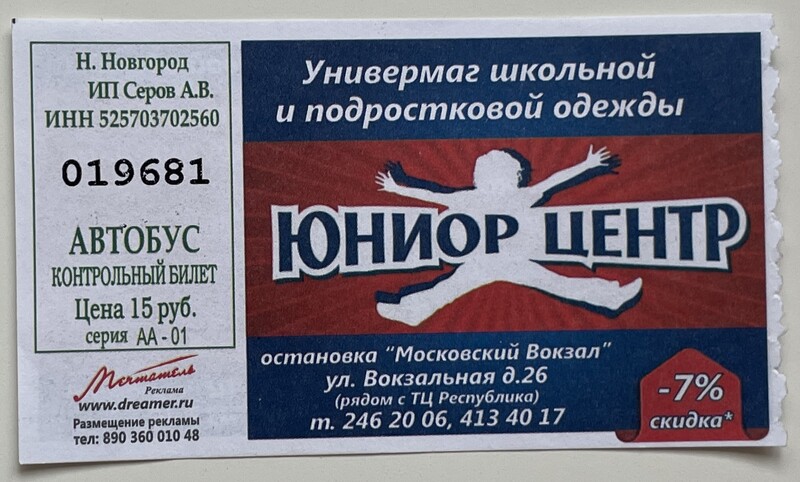 Н. Новгород
ИП Серов А.В.
ИНН 525703702560
019681
АВТОБУС
КОНТРОЛЬНЫЙ БИЛЕТ
Цена 15 руб.
серия АА - 01
Мечтатель
Реклама
www.dreamer.ru
Размещение рекламы
тел: 890 360 010 48
Универмаг школьной
и подростковой одежды
ЮНИОР ЦЕНТР
остановка "Московский Вокзал"
ул. Вокзальная д.26
(рядом с ТЦ Республика)
т. 246 20 06, 413 40 17
-7%
скидка*